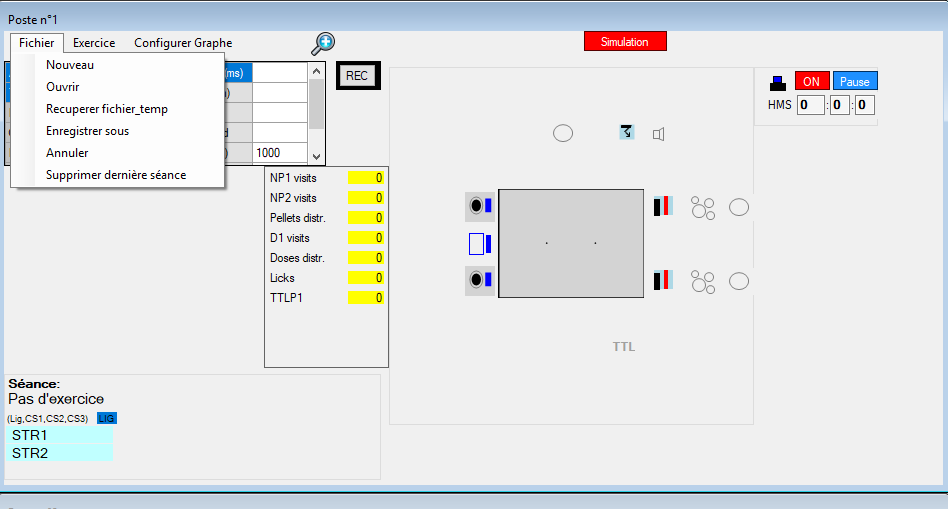 Poste n°1
Fichier Exercice Configurer Graphe
Simulation
Nouveau
Ouvrir
Recuperer fichier_temp
Enregistrer sous
Annuler
Supprimer dernière séance
(ms)
1000
REC
ON Pause
HMS 0 : 0 : 0
NP1 visits 0
NP2 visits 0
Pellets distr. 0
D1 visits 0
Doses distr. 0
Licks 0
TTLP1 0
TTL
Séance:
Pas d'exercice
(Lig,CS1,CS2,CS3) LIG
STR1
STR2